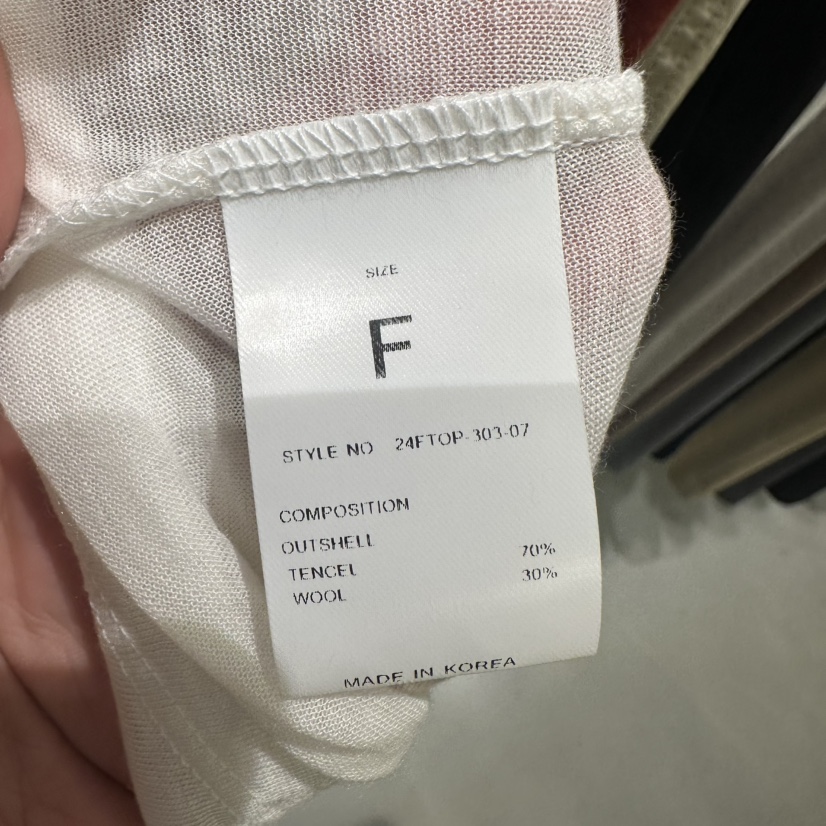 SIZE
F
STYLE NO 24FTOP-303-07
COMPOSITION
OUTSHELL
TENCEL 70%
WOOL 30%
MADE IN KOREA